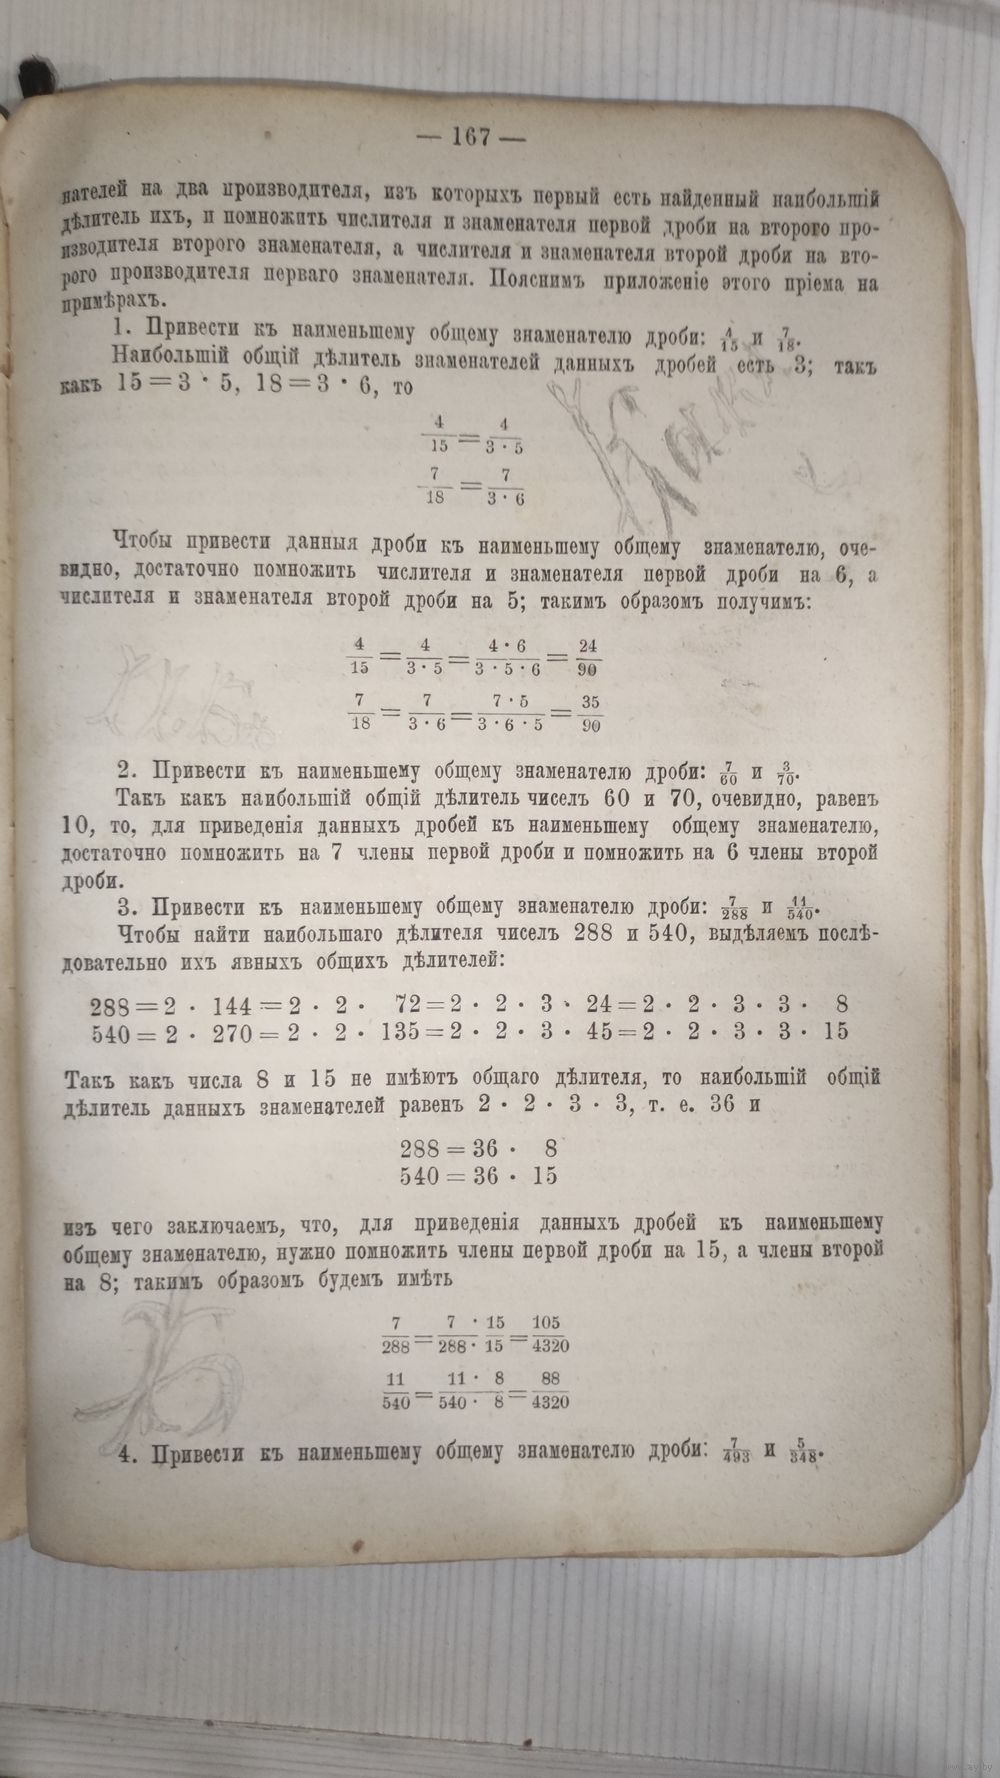 — 167 —
нателей на два производителя, изъ которыхъ первый есть найденный наибольшій
дѣлитель ихъ, и помножить числителя и знаменателя первой дроби на второго про-
изводителя второго знаменателя, а числителя и знаменателя второй дроби на вто-
рого производителя перваго знаменателя. Пояснимъ приложеніе этого пріема на
примѣрахъ.
1. Привести къ наименьшему общему знаменателю дроби: 4/15 и 7/18.
Наибольшій общій дѣлитель знаменателей данныхъ дробей есть 3; такъ
какъ 15 = 3 · 5, 18 = 3 · 6, то
4/15 = 4/(3 · 5)
7/18 = 7/(3 · 6)
Чтобы привести данныя дроби къ наименьшему общему знаменателю, оче-
видно, достаточно помножить числителя и знаменателя первой дроби на 6, а
числителя и знаменателя второй дроби на 5; такимъ образомъ получимъ:
4/15 = 4/(3 · 5) = (4 · 6)/(3 · 5 · 6) = 24/90
7/18 = 7/(3 · 6) = (7 · 5)/(3 · 6 · 5) = 35/90
2. Привести къ наименьшему общему знаменателю дроби: 7/60 и 3/70.
Такъ какъ наибольшій общій дѣлитель чиселъ 60 и 70, очевидно, равенъ
10, то, для приведенія данныхъ дробей къ наименьшему общему знаменателю,
достаточно помножить на 7 члены первой дроби и помножить на 6 члены второй
дроби.
3. Привести къ наименьшему общему знаменателю дроби: 7/288 и 11/540.
Чтобы найти наибольшаго дѣлителя чиселъ 288 и 540, выдѣляемъ послѣ-
довательно ихъ явныхъ общихъ дѣлителей:
288 = 2 · 144 = 2 · 2 · 72 = 2 · 2 · 3 · 24 = 2 · 2 · 3 · 3 · 8
540 = 2 · 270 = 2 · 2 · 135 = 2 · 2 · 3 · 45 = 2 · 2 · 3 · 3 · 15
Такъ какъ числа 8 и 15 не имѣютъ общаго дѣлителя, то наибольшій общій
дѣлитель данныхъ знаменателей равенъ 2 · 2 · 3 · 3, т. е. 36 и
288 = 36 · 8
540 = 36 · 15
изъ чего заключаемъ, что, для приведенія данныхъ дробей къ наименьшему
общему знаменателю, нужно помножить члены первой дроби на 15, а члены второй
на 8; такимъ образомъ будемъ имѣть
7/288 = (7 · 15)/(288 · 15) = 105/4320
11/540 = (11 · 8)/(540 · 8) = 88/4320
4. Привести къ наименьшему общему знаменателю дроби: 7/493 и 5/348.